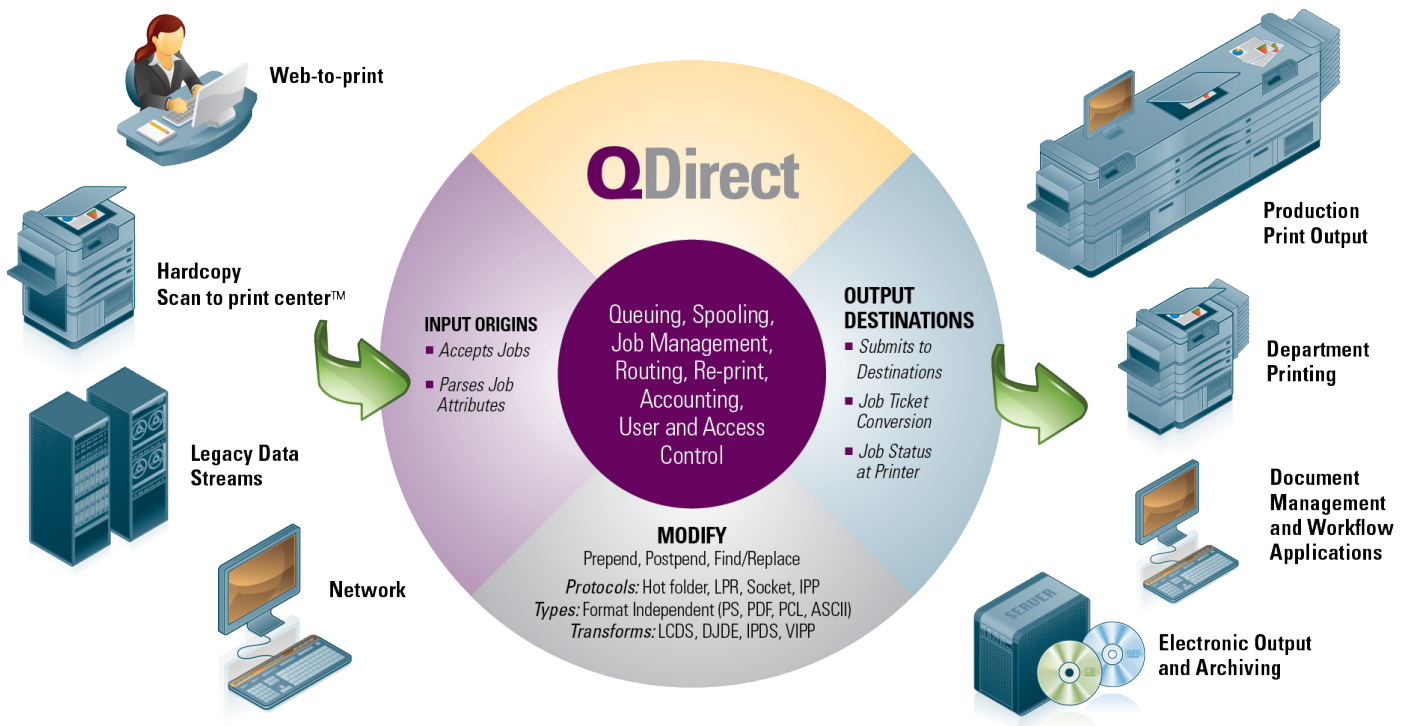 Web-to-print
Hardcopy
Scan to print center™
Legacy Data
Streams
Network
QDirect
INPUT ORIGINS
■ Accepts Jobs
■ Parses Job
Attributes
Queuing, Spooling,
Job Management,
Routing, Re-print,
Accounting,
User and Access
Control
OUTPUT
DESTINATIONS
■ Submits to
Destinations
■ Job Ticket
Conversion
■ Job Status
at Printer
MODIFY
Prepend, Postpend, Find/Replace
Protocols: Hot folder, LPR, Socket, IPP
Types: Format Independent (PS, PDF, PCL, ASCII)
Transforms: LCDS, DJDE, IPDS, VIPP
Production
Print Output
Department
Printing
Document
Management
and Workflow
Applications
SERVER
CD
DVD
Electronic Output
and Archiving